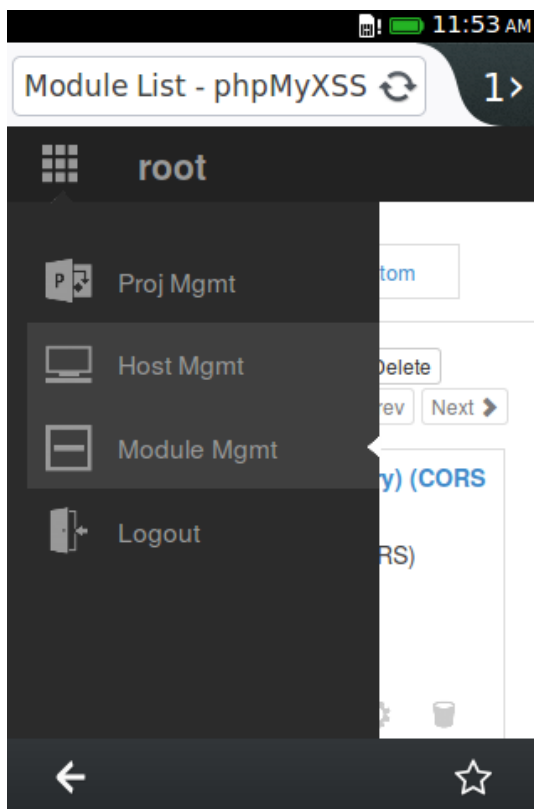 11:53 AM
Module List - phpMyXSS
1
root
Proj Mgmt
tom
Host Mgmt
Delete
rev Next
Module Mgmt
y) (CORS
Logout
RS)